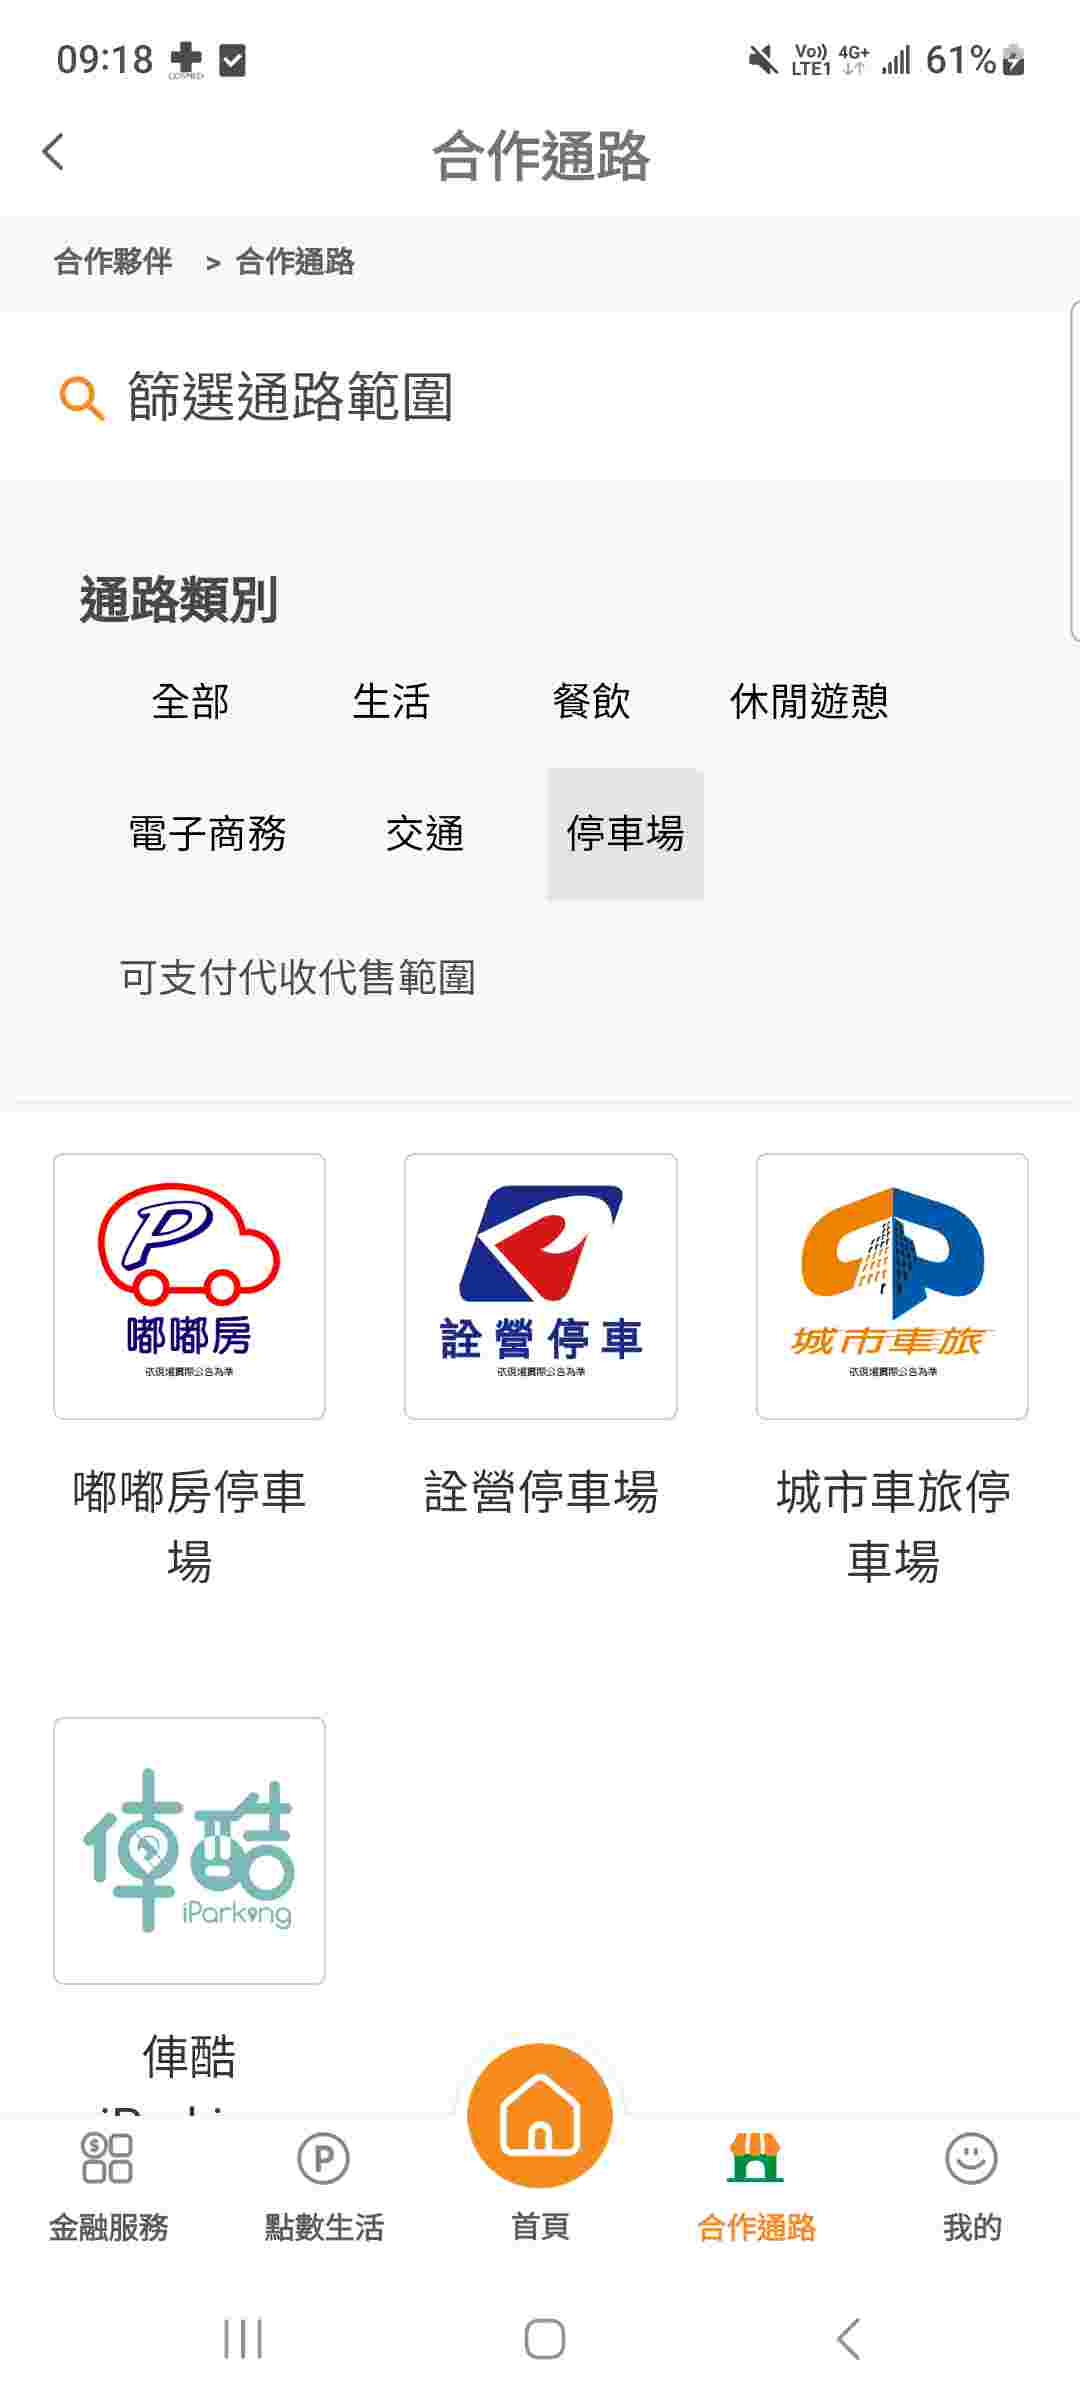 09:18
Vo)) LTE1 4G+ 61%
合作通路
合作夥伴 > 合作通路
篩選通路範圍
通路類別
全部 生活 餐飲 休閒遊憩
電子商務 交通 停車場
可支付代收代售範圍
P
嘟嘟房
依現場實際公告為準
詮營停車
依現場實際公告為準
城市車旅
依現場實際公告為準
嘟嘟房停車場
詮營停車場
城市車旅停車場
俥酷
iParking
俥酷
金融服務 點數生活 首頁 合作通路 我的